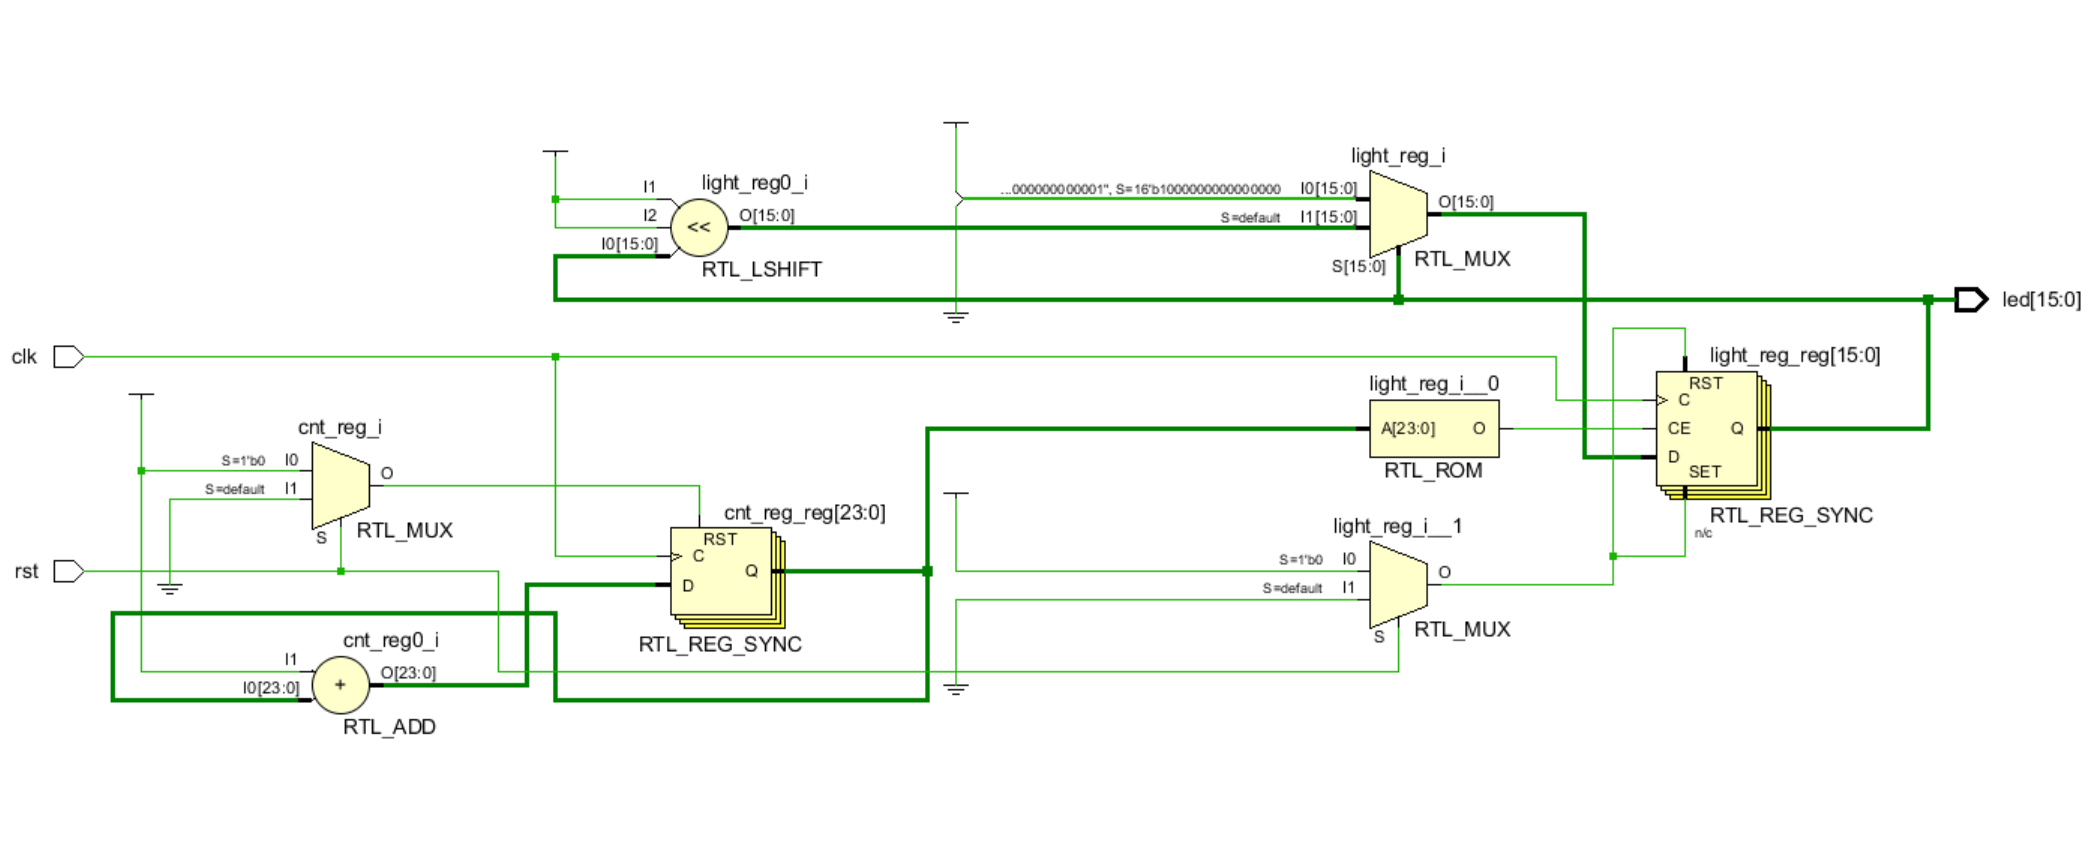 light_reg_i
...000000000001", S=16'b1000000000000000
I0[15:0]
S=default
I1[15:0]
O[15:0]
S[15:0]
RTL_MUX
light_reg0_i
I1
I2
I0[15:0]
<<
O[15:0]
RTL_LSHIFT
led[15:0]
clk
light_reg_reg[15:0]
RST
C
CE
Q
D
SET
RTL_REG_SYNC
n/c
light_reg_i__0
A[23:0]
O
RTL_ROM
cnt_reg_i
S=1'b0
I0
S=default
I1
O
S
RTL_MUX
cnt_reg_reg[23:0]
RST
C
Q
D
RTL_REG_SYNC
light_reg_i__1
S=1'b0
I0
S=default
I1
O
S
RTL_MUX
rst
cnt_reg0_i
I1
I0[23:0]
+
O[23:0]
RTL_ADD